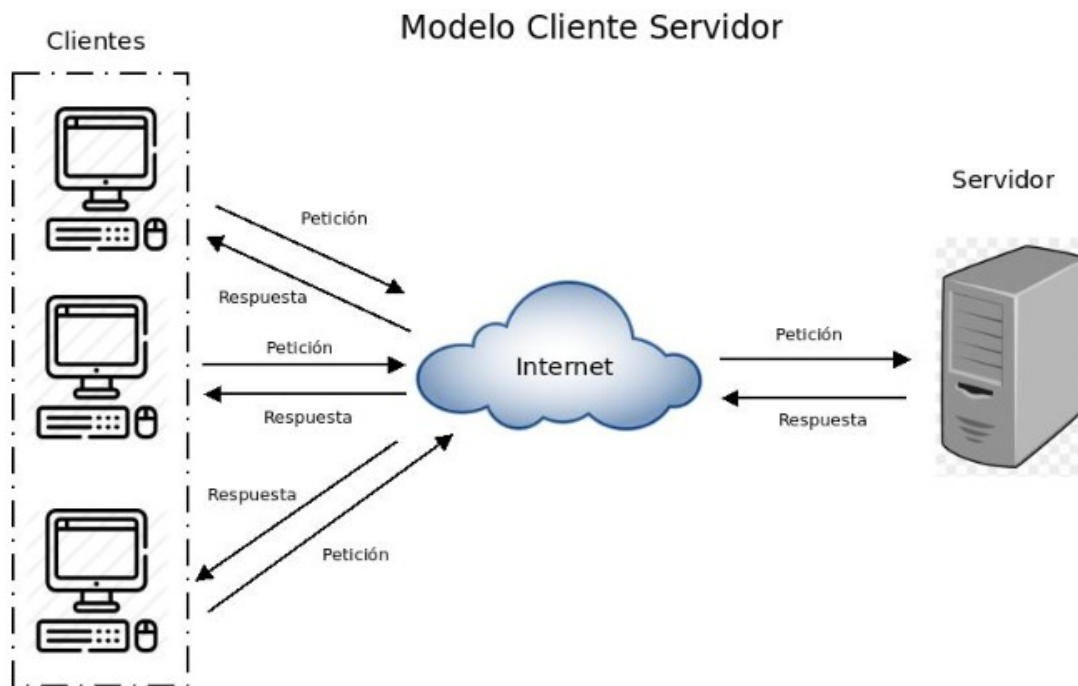 Modelo Cliente Servidor
Clientes
Servidor
Petición
Respuesta
Petición
Respuesta
Respuesta
Petición
Internet
Petición
Respuesta